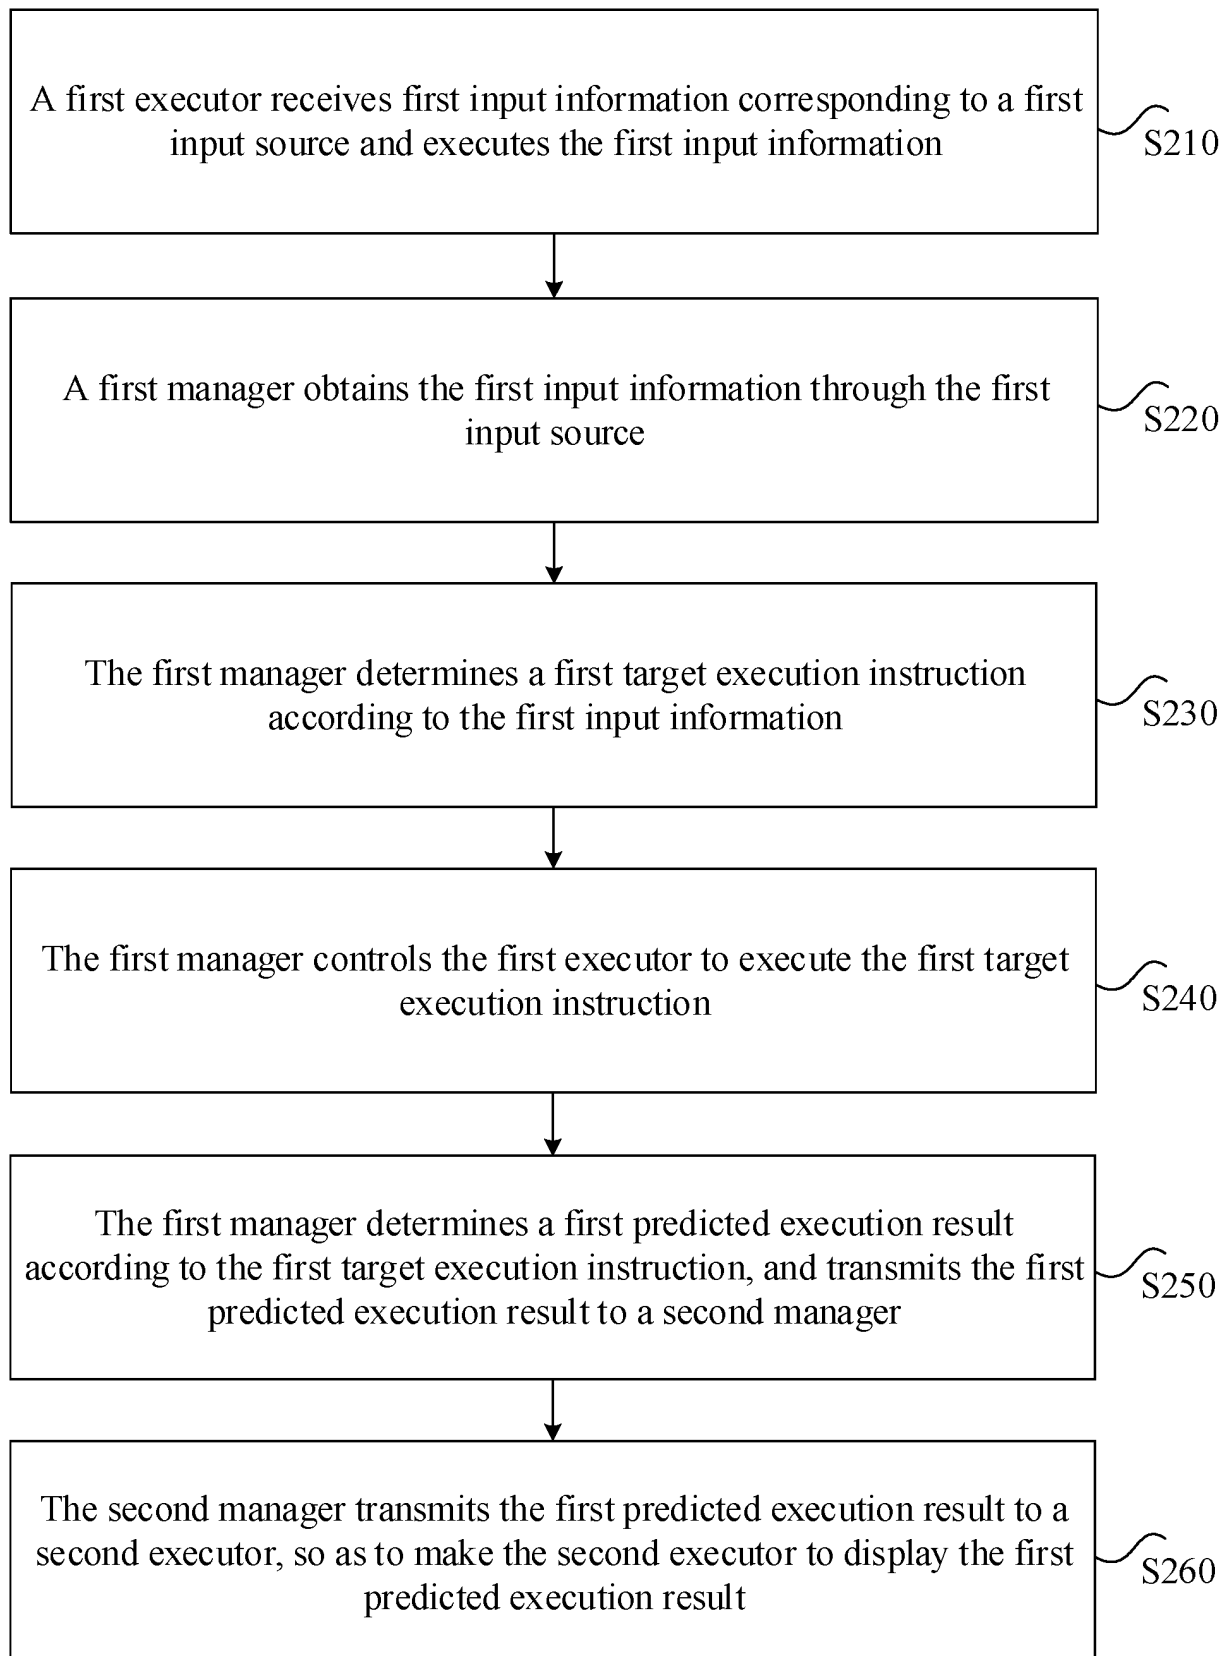 A first executor receives first input information corresponding to a first
input source and executes the first input information
S210
A first manager obtains the first input information through the first
input source
S220
The first manager determines a first target execution instruction
according to the first input information
S230
The first manager controls the first executor to execute the first target
execution instruction
S240
The first manager determines a first predicted execution result
according to the first target execution instruction, and transmits the first
predicted execution result to a second manager
S250
The second manager transmits the first predicted execution result to a
second executor, so as to make the second executor to display the first
predicted execution result
S260